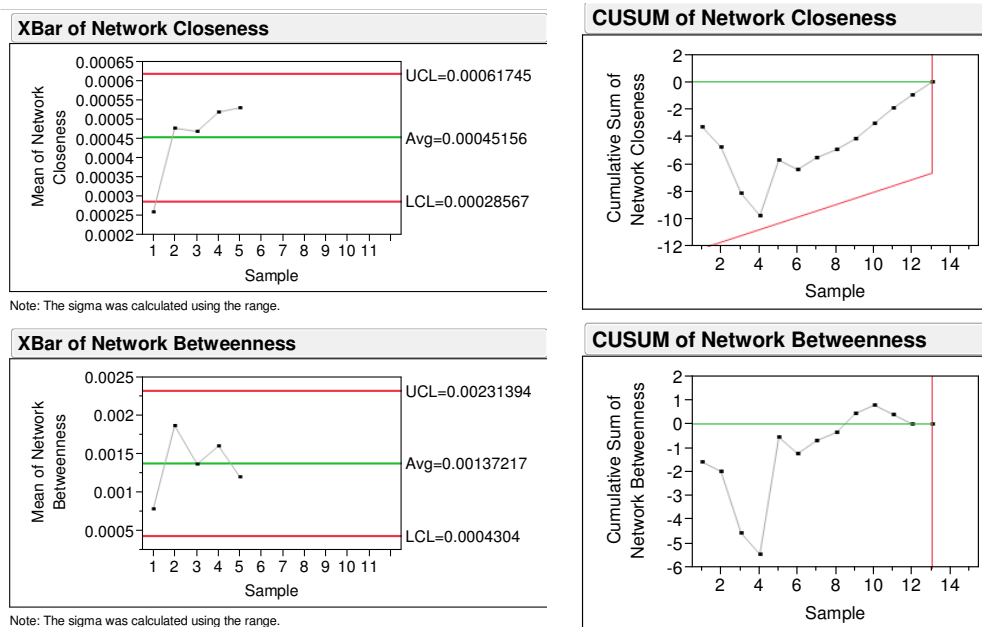 XBar of Network Closeness
Mean of Network
Closeness
0.00065
0.0006
0.00055
0.0005
0.00045
0.0004
0.00035
0.0003
0.00025
0.0002
UCL=0.00061745
Avg=0.00045156
LCL=0.00028567
1 2 3 4 5 6 7 8 9 10 11
Sample
Note: The sigma was calculated using the range.
CUSUM of Network Closeness
Cumulative Sum of
Network Closeness
2
0
-2
-4
-6
-8
-10
-12
2 4 6 8 10 12 14
Sample
XBar of Network Betweenness
Mean of Network
Betweenness
0.0025
0.002
0.0015
0.001
0.0005
UCL=0.00231394
Avg=0.00137217
LCL=0.0004304
1 2 3 4 5 6 7 8 9 10 11
Sample
Note: The sigma was calculated using the range.
CUSUM of Network Betweenness
Cumulative Sum of
Network Betweenness
2
1
0
-1
-2
-3
-4
-5
-6
2 4 6 8 10 12 14
Sample